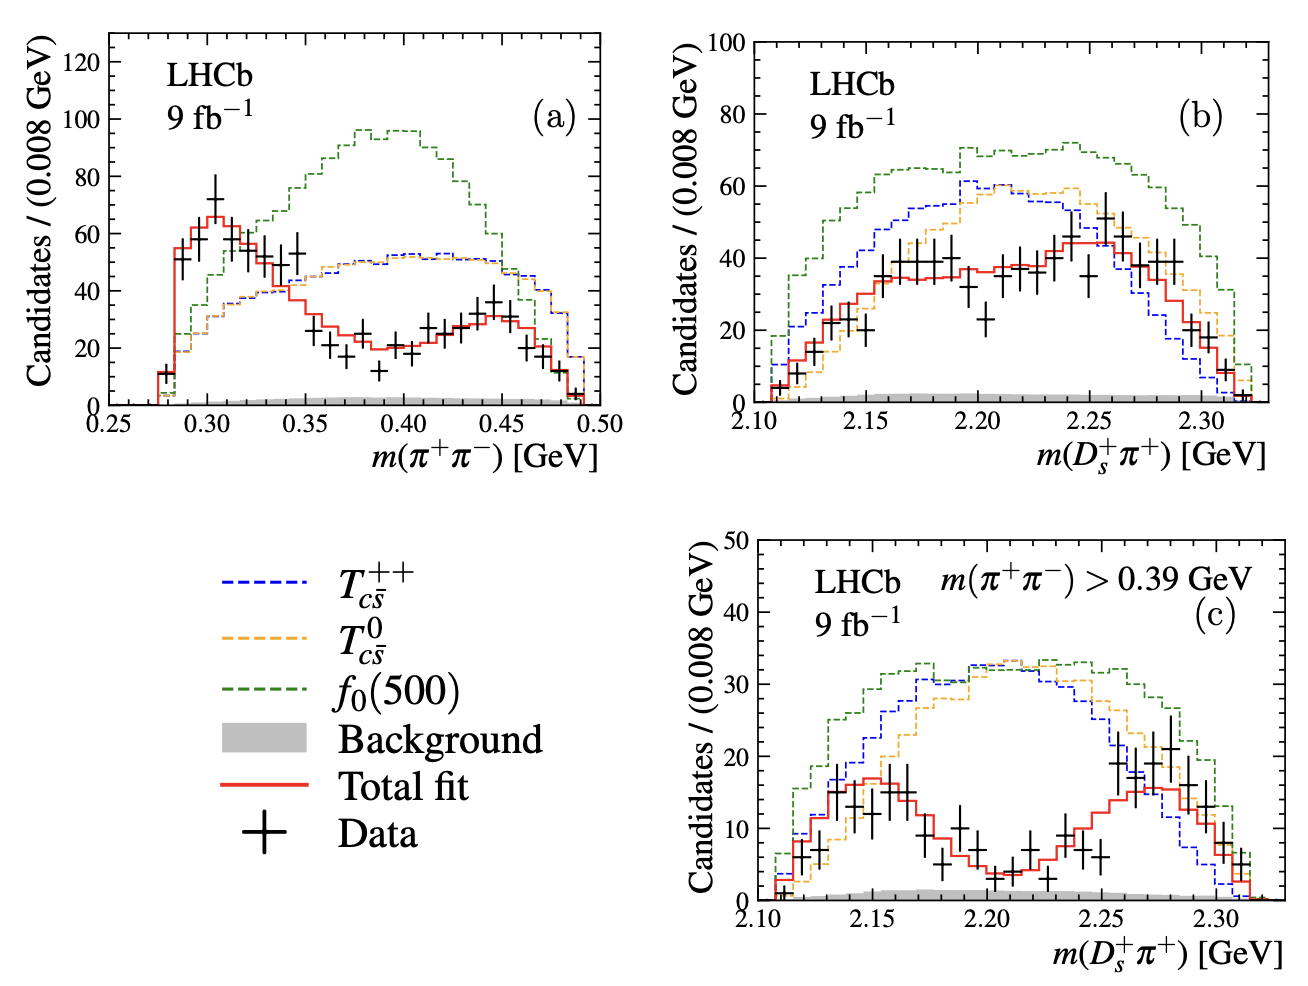 Candidates / (0.008 GeV)
120
100
80
60
40
20
0
LHCb
9 fb⁻¹
(a)
0.25 0.30 0.35 0.40 0.45 0.50
m(π⁺π⁻) [GeV]
Candidates / (0.008 GeV)
100
80
60
40
20
0
LHCb
9 fb⁻¹
(b)
2.10 2.15 2.20 2.25 2.30
m(Dₛ⁺π⁺) [GeV]
T_{cs̄}^{++}
T_{cs̄}^{0}
f₀(500)
Background
Total fit
Data
Candidates / (0.008 GeV)
50
40
30
20
10
0
LHCb m(π⁺π⁻) > 0.39 GeV
9 fb⁻¹ (c)
2.10 2.15 2.20 2.25 2.30
m(Dₛ⁺π⁺) [GeV]